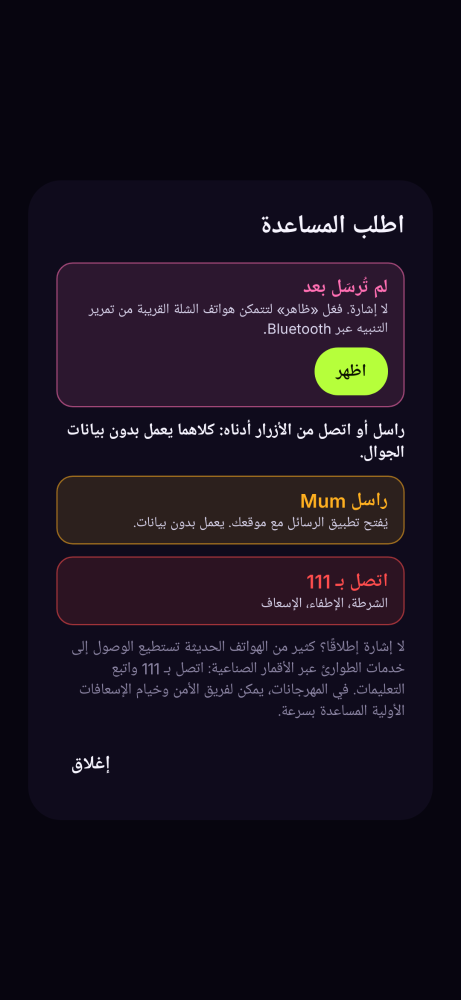 اطلب المساعدة
لم تُرسَل بعد
لا إشارة. فعّل «ظاهر» لتتمكن هواتف الشلة القريبة من تمرير
التنبيه عبر Bluetooth.
اظهر
راسل أو اتصل من الأزرار أدناه: كلاهما يعمل بدون بيانات
الجوال.
راسل Mum
يُفتح تطبيق الرسائل مع موقعك. يعمل بدون بيانات.
اتصل بـ 111
الشرطة، الإطفاء، الإسعاف
لا إشارة إطلاقًا؟ كثير من الهواتف الحديثة تستطيع الوصول إلى
خدمات الطوارئ عبر الأقمار الصناعية: اتصل بـ 111 واتبع
التعليمات. في المهرجانات، يمكن لفريق الأمن وخيام الإسعافات
الأولية المساعدة بسرعة.
إغلاق